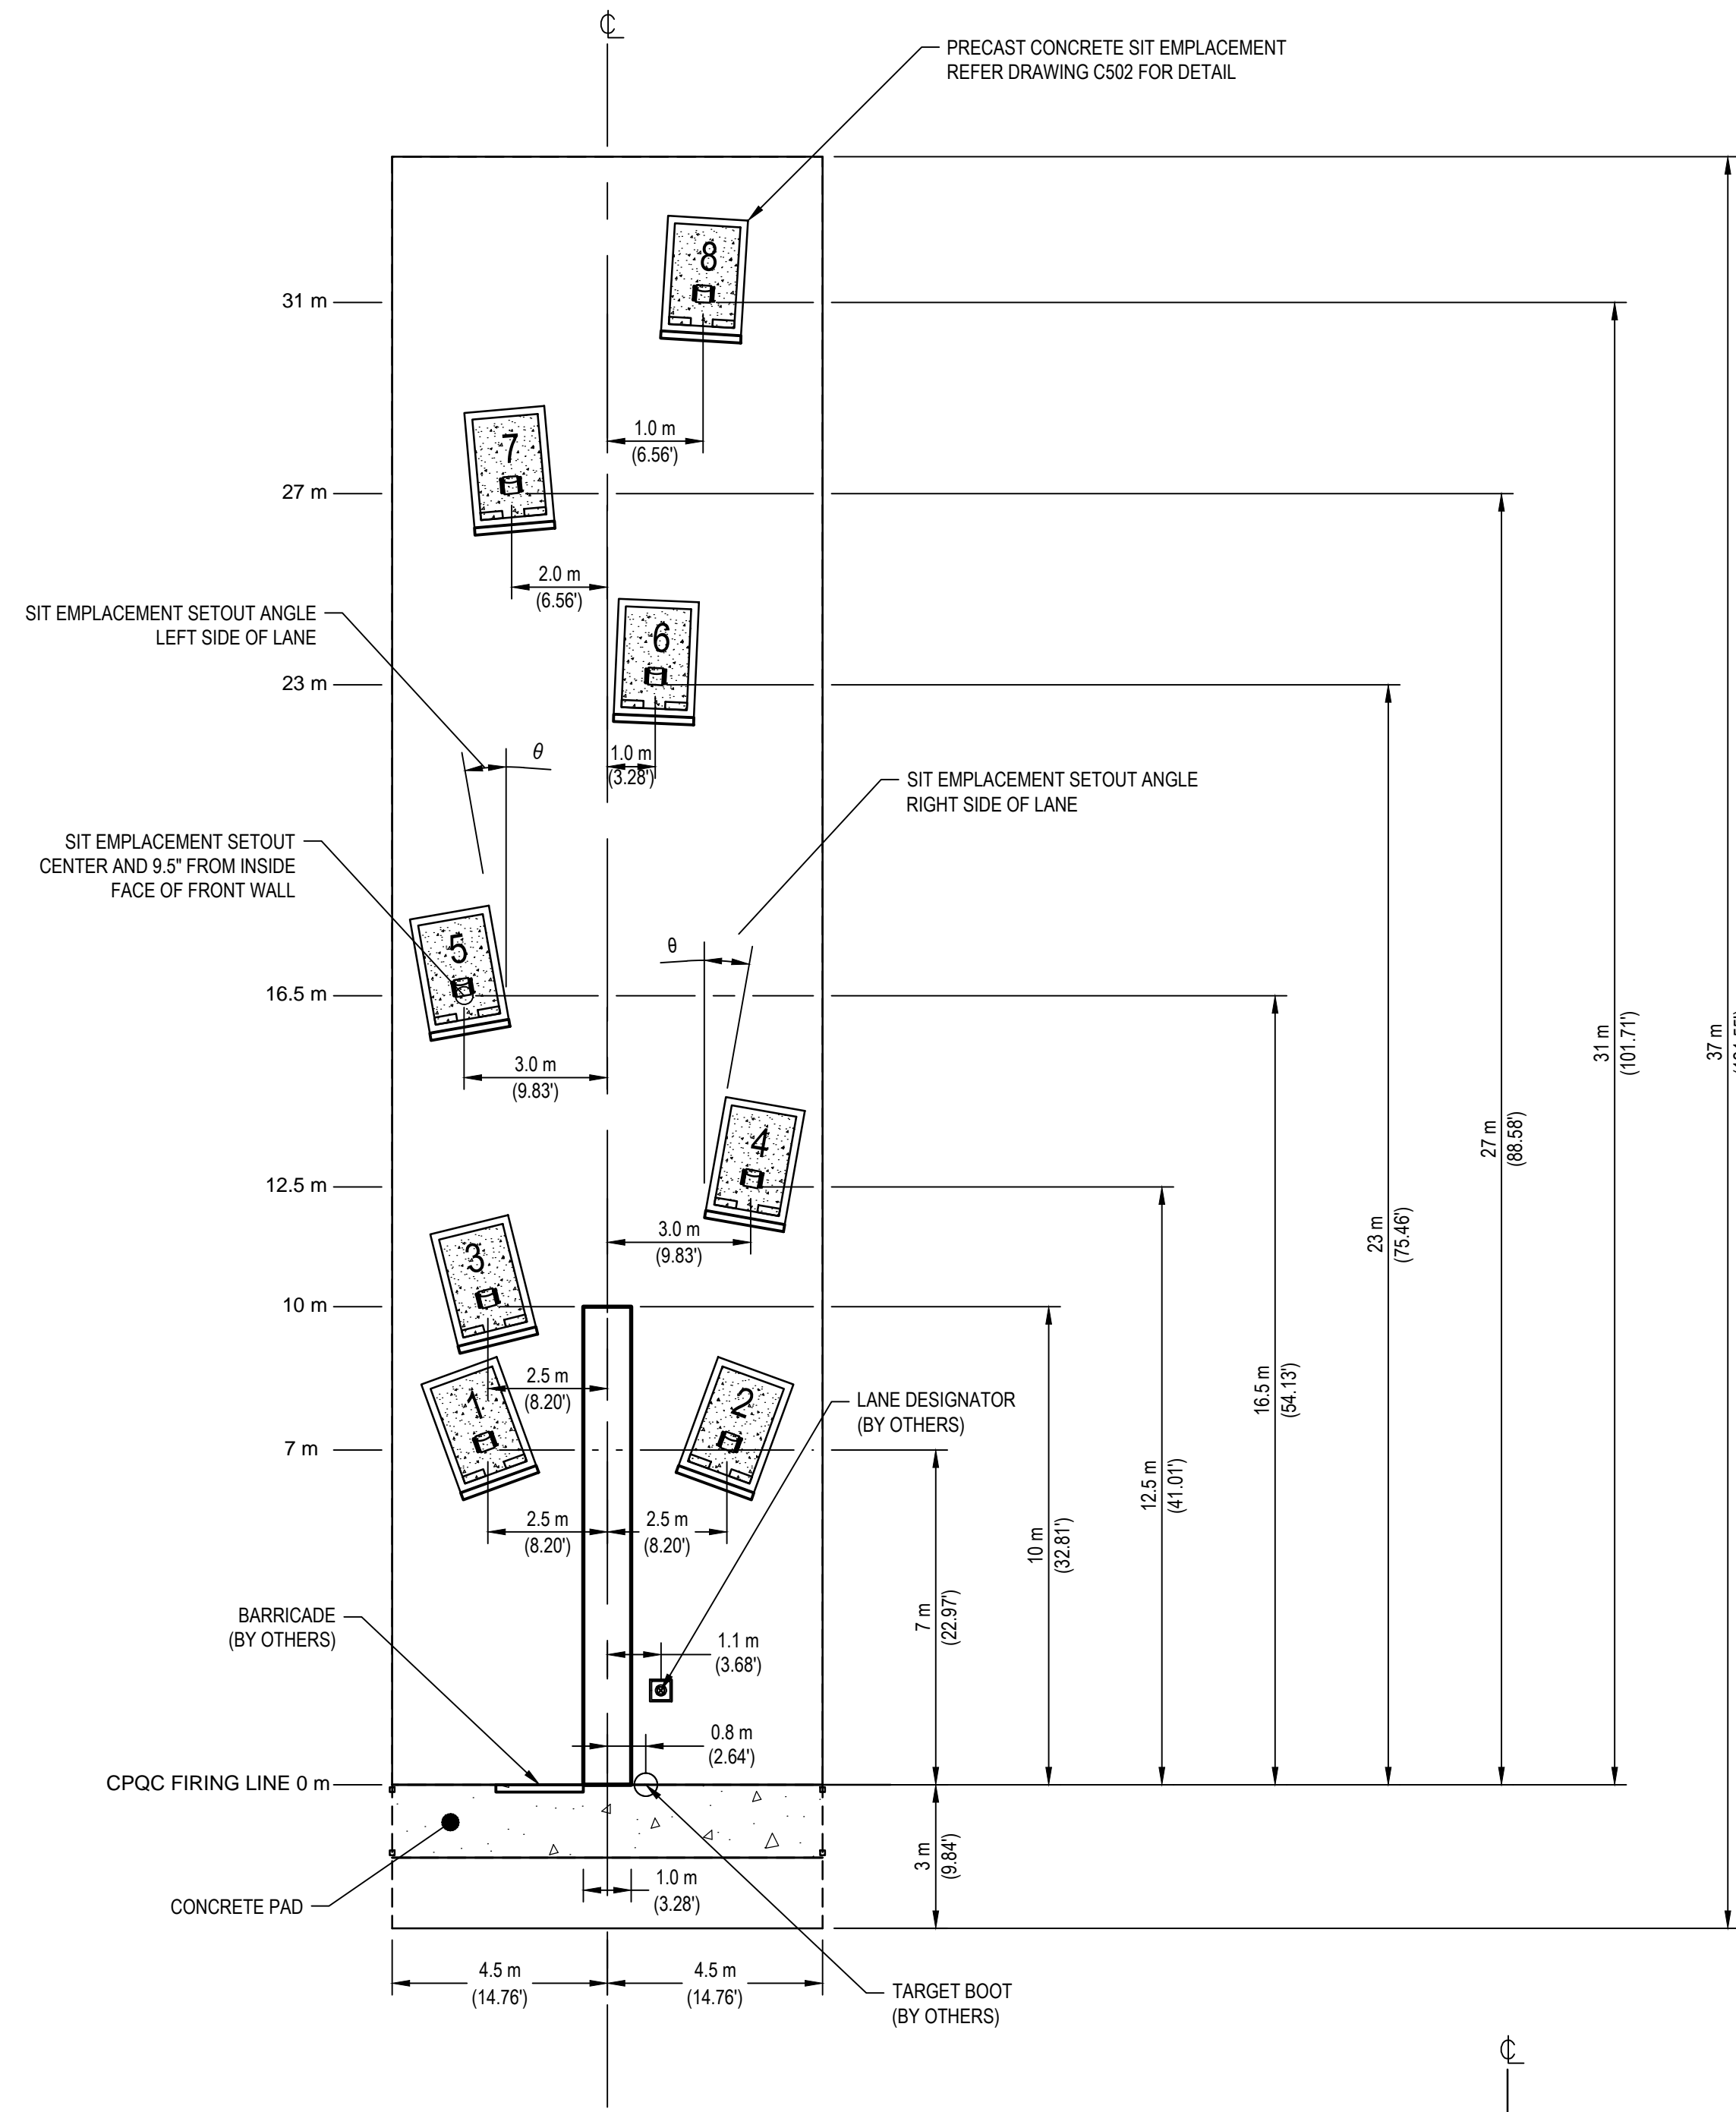 ℄
PRECAST CONCRETE SIT EMPLACEMENT
REFER DRAWING C502 FOR DETAIL
8
31 m
1.0 m
(6.56')
7
27 m
2.0 m
(6.56')
SIT EMPLACEMENT SETOUT ANGLE
LEFT SIDE OF LANE
6
23 m
1.0 m
(3.28')
θ
SIT EMPLACEMENT SETOUT ANGLE
RIGHT SIDE OF LANE
SIT EMPLACEMENT SETOUT
CENTER AND 9.5" FROM INSIDE
FACE OF FRONT WALL
5
θ
16.5 m
3.0 m
(9.83')
4
12.5 m
3.0 m
(9.83')
3
10 m
2.5 m
(8.20')
1
2
LANE DESIGNATOR
(BY OTHERS)
7 m
2.5 m
(8.20')
2.5 m
(8.20')
BARRICADE
(BY OTHERS)
1.1 m
(3.68')
0.8 m
(2.64')
CPQC FIRING LINE 0 m
CONCRETE PAD
1.0 m
(3.28')
4.5 m
(14.76')
4.5 m
(14.76')
TARGET BOOT
(BY OTHERS)
3 m
(9.84')
7 m
(22.97')
10 m
(32.81')
12.5 m
(41.01')
16.5 m
(54.13')
23 m
(75.46')
27 m
(88.58')
31 m
(101.71')
37 m
℄